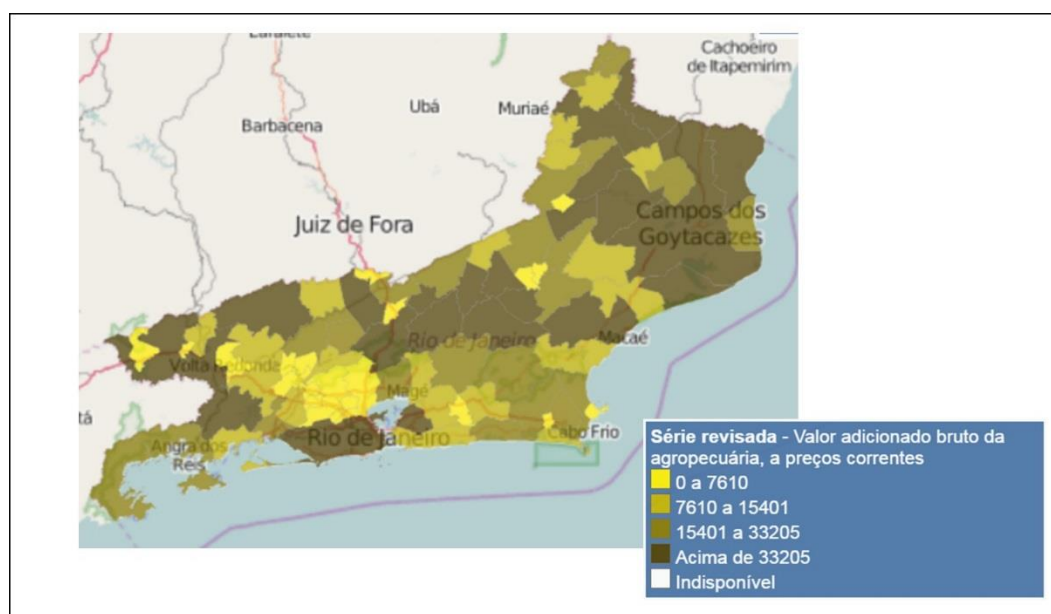 Cachoeiro
de Itapemirim
Ubá
Muriaé
Barbacena
Campos dos
Goytacazes
Juiz de Fora
Rio de Janeiro
Macaé
Volta Redonda
Magé
Rio de Janeiro
Cabo Frio
Angra dos
Reis
Série revisada - Valor adicionado bruto da
agropecuária, a preços correntes
0 a 7610
7610 a 15401
15401 a 33205
Acima de 33205
Indisponível